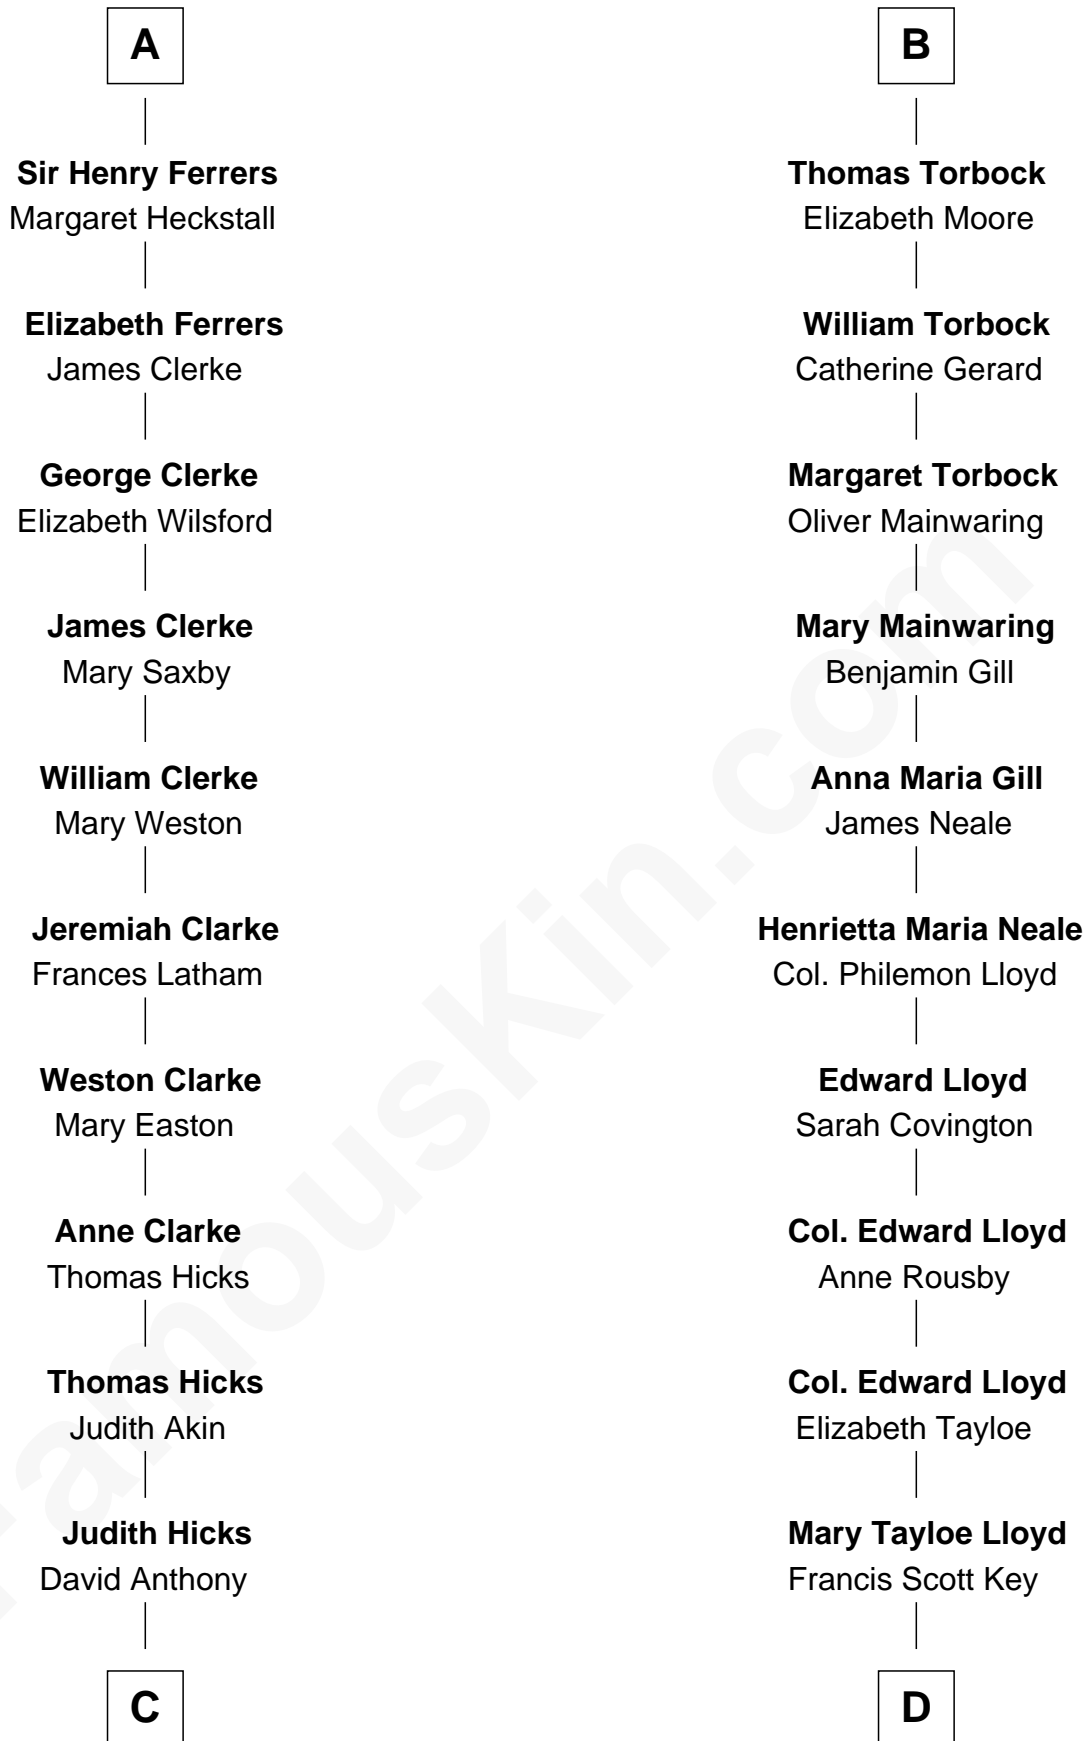 A
Sir Henry Ferrers
Margaret Heckstall
Elizabeth Ferrers
James Clerke
George Clerke
Elizabeth Wilsford
James Clerke
Mary Saxby
William Clerke
Mary Weston
Jeremiah Clarke
Frances Latham
Weston Clarke
Mary Easton
Anne Clarke
Thomas Hicks
Thomas Hicks
Judith Akin
Judith Hicks
David Anthony
C
B
Thomas Torbock
Elizabeth Moore
William Torbock
Catherine Gerard
Margaret Torbock
Oliver Mainwaring
Mary Mainwaring
Benjamin Gill
Anna Maria Gill
James Neale
Henrietta Maria Neale
Col. Philemon Lloyd
Edward Lloyd
Sarah Covington
Col. Edward Lloyd
Anne Rousby
Col. Edward Lloyd
Elizabeth Tayloe
Mary Tayloe Lloyd
Francis Scott Key
D
FamousKin.com